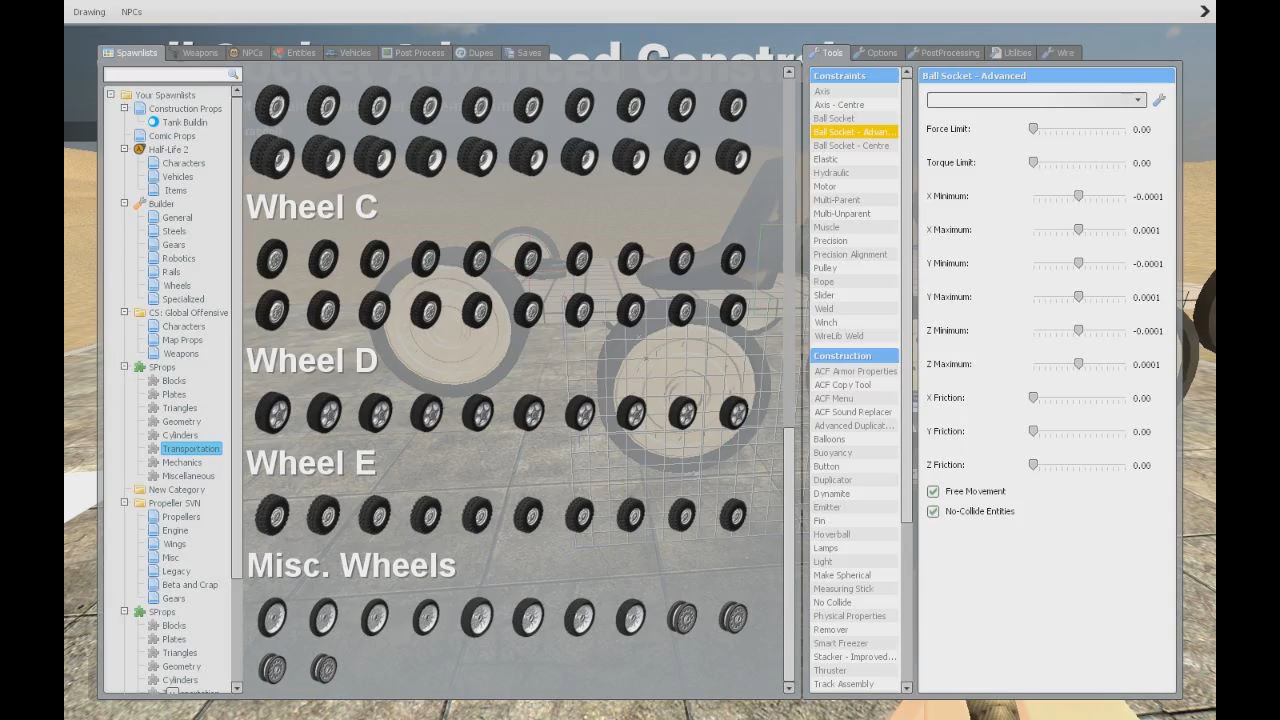 Drawing NPCs
Spawnlists Weapons NPCs Entities Vehicles Post Process Dupes Saves
Your Spawnlists
Construction Props
Tank Buildin
Comic Props
Half-Life 2
Characters
Vehicles
Items
Builder
General
Steels
Gears
Robotics
Rails
Wheels
Specialized
CS: Global Offensive
Characters
Map Props
Weapons
SProps
Blocks
Plates
Triangles
Geometry
Cylinders
Transportation
Mechanics
Miscellaneous
New Category
Propeller SVN
Propellers
Engine
Wings
Misc
Legacy
Beta and Crap
Gears
SProps
Blocks
Plates
Triangles
Geometry
Cylinders
Wheel C
Wheel D
Wheel E
Misc. Wheels
Tools Options PostProcessing Utilities Wire
Constraints
Axis
Axis - Centre
Ball Socket
Ball Socket - Advan...
Ball Socket - Centre
Elastic
Hydraulic
Motor
Multi-Parent
Multi-Unparent
Muscle
Precision
Precision Alignment
Pulley
Rope
Slider
Weld
Winch
WireLib Weld
Construction
ACF Armor Properties
ACF Copy Tool
ACF Menu
ACF Sound Replacer
Advanced Duplicat...
Balloons
Buoyancy
Button
Duplicator
Dynamite
Emitter
Fin
Hoverball
Lamps
Light
Make Spherical
Measuring Stick
No Collide
Physical Properties
Remover
Smart Freezer
Stacker - Improved...
Thruster
Track Assembly
Ball Socket - Advanced
Force Limit: 0.00
Torque Limit: 0.00
X Minimum: -0.0001
X Maximum: 0.0001
Y Minimum: -0.0001
Y Maximum: 0.0001
Z Minimum: -0.0001
Z Maximum: 0.0001
X Friction: 0.00
Y Friction: 0.00
Z Friction: 0.00
Free Movement
No-Collide Entities